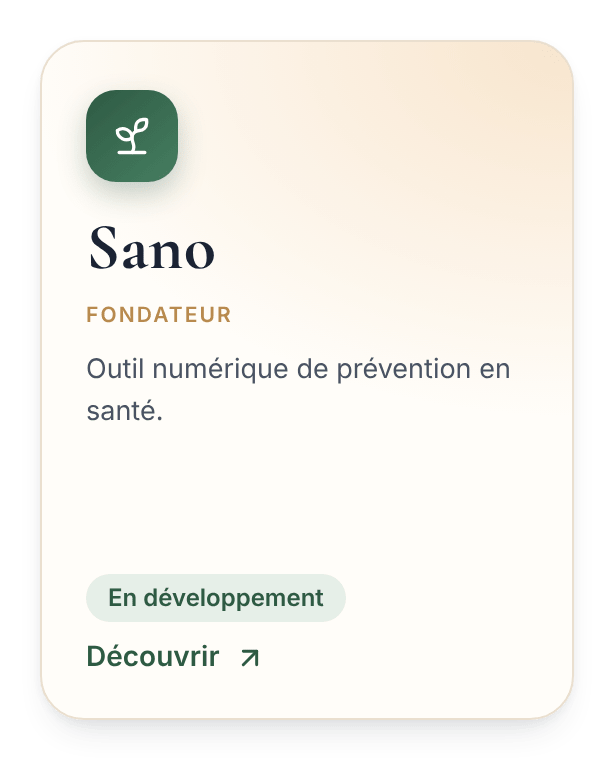 Sano
FONDATEUR
Outil numérique de prévention en
santé.
En développement
Découvrir